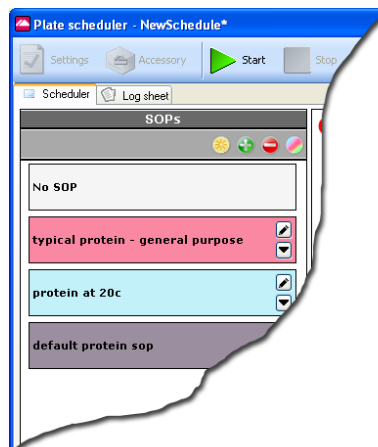 Plate scheduler - NewSchedule*
Settings Accessory Start Stop
Scheduler Log sheet
SOPs
No SOP
typical protein - general purpose
protein at 20c
default protein sop